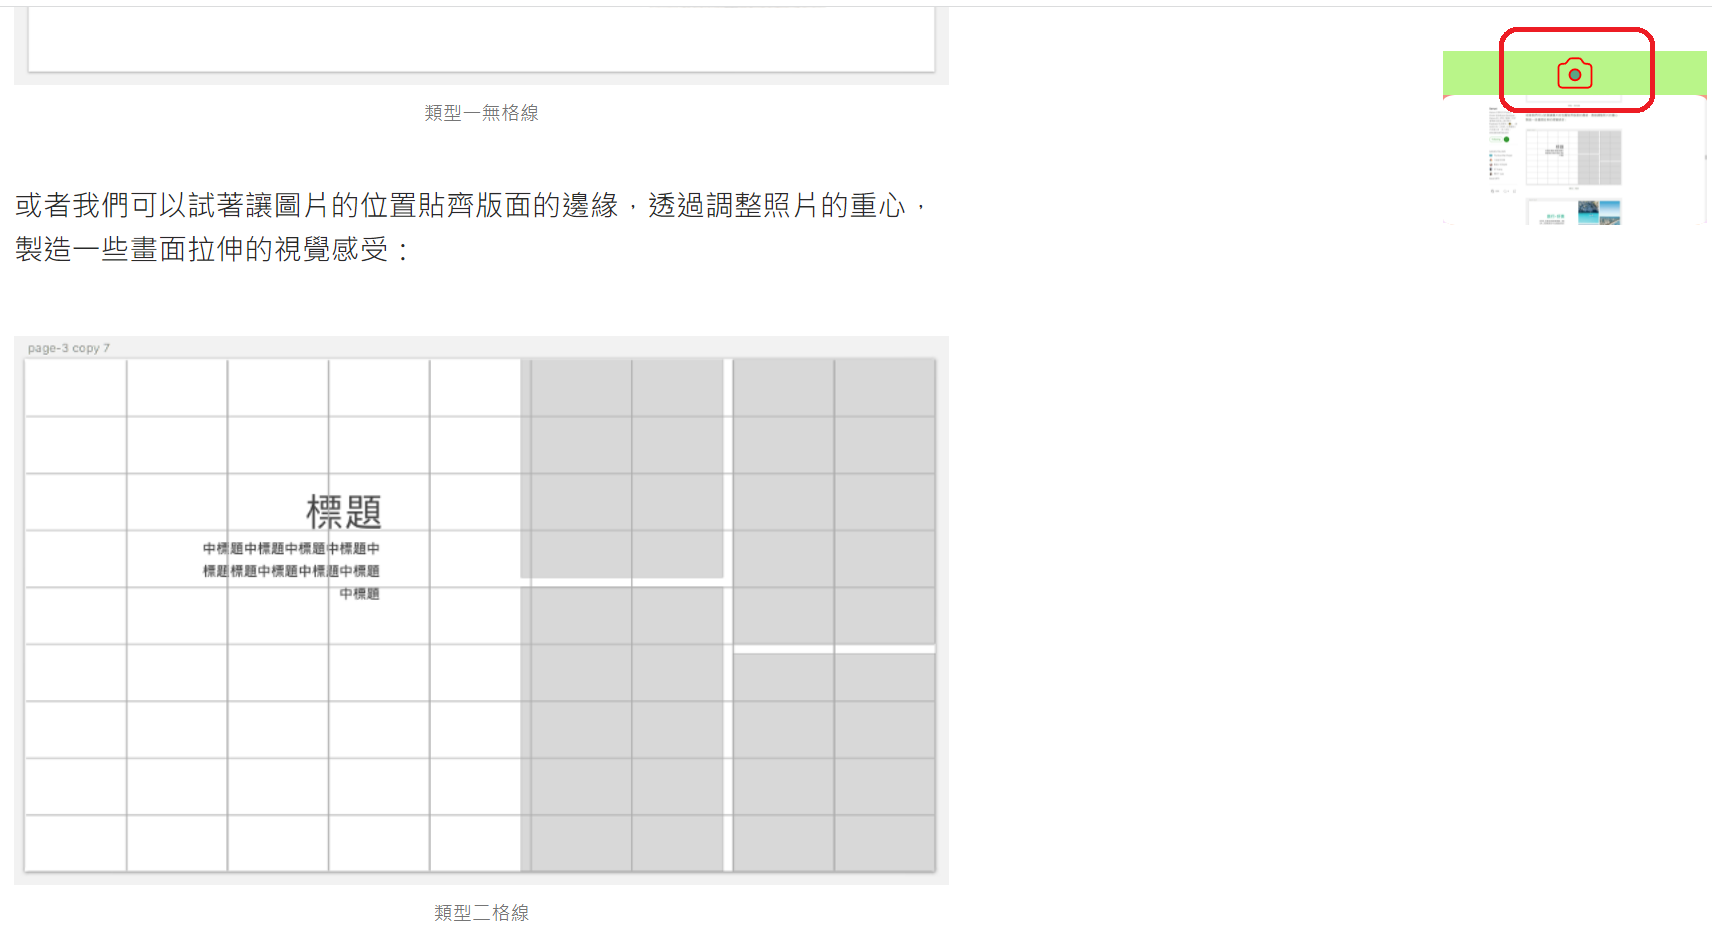 類型一無格線
或者我們可以試著讓圖片的位置貼齊版面的邊緣，透過調整照片的重心，
製造一些畫面拉伸的視覺感受：
page-3 copy 7
標題
中標題中標題中標題中標題中
標題標題中標題中標題中標題
中標題
類型二格線